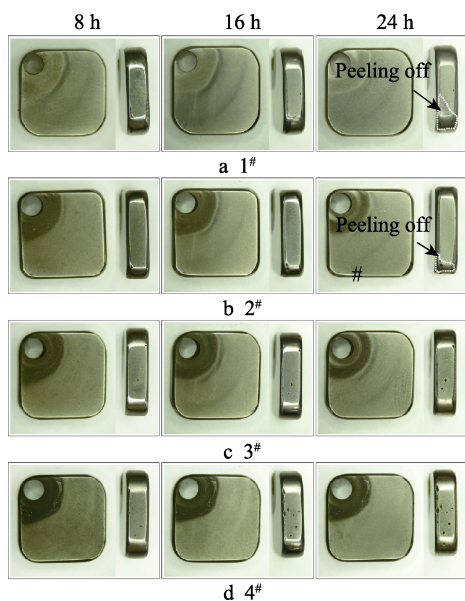 8 h 16 h 24 h
Peeling off
a 1#
Peeling off
#
b 2#
c 3#
d 4#